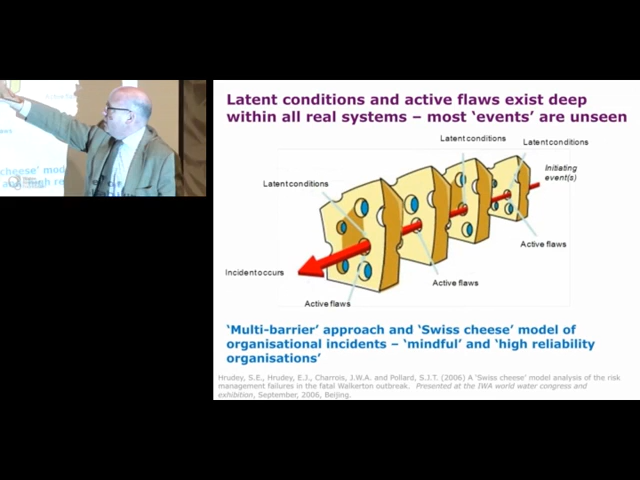 Latent conditions and active flaws exist deep
within all real systems – most ‘events’ are unseen
Latent conditions
Latent conditions
Latent conditions
Initiating
event(s)
Active flaws
Incident occurs
Active flaws
Active flaws
‘Multi-barrier’ approach and ‘Swiss cheese’ model of
organisational incidents – ‘mindful’ and ‘high reliability
organisations’
Hrudey, S.E., Hrudey, E.J., Charrois, J.W.A. and Pollard, S.J.T. (2006) A ‘Swiss cheese’ model analysis of the risk
management failures in the fatal Walkerton outbreak. Presented at the IWA world water congress and
exhibition, September, 2006, Beijing.
cheese’ mod